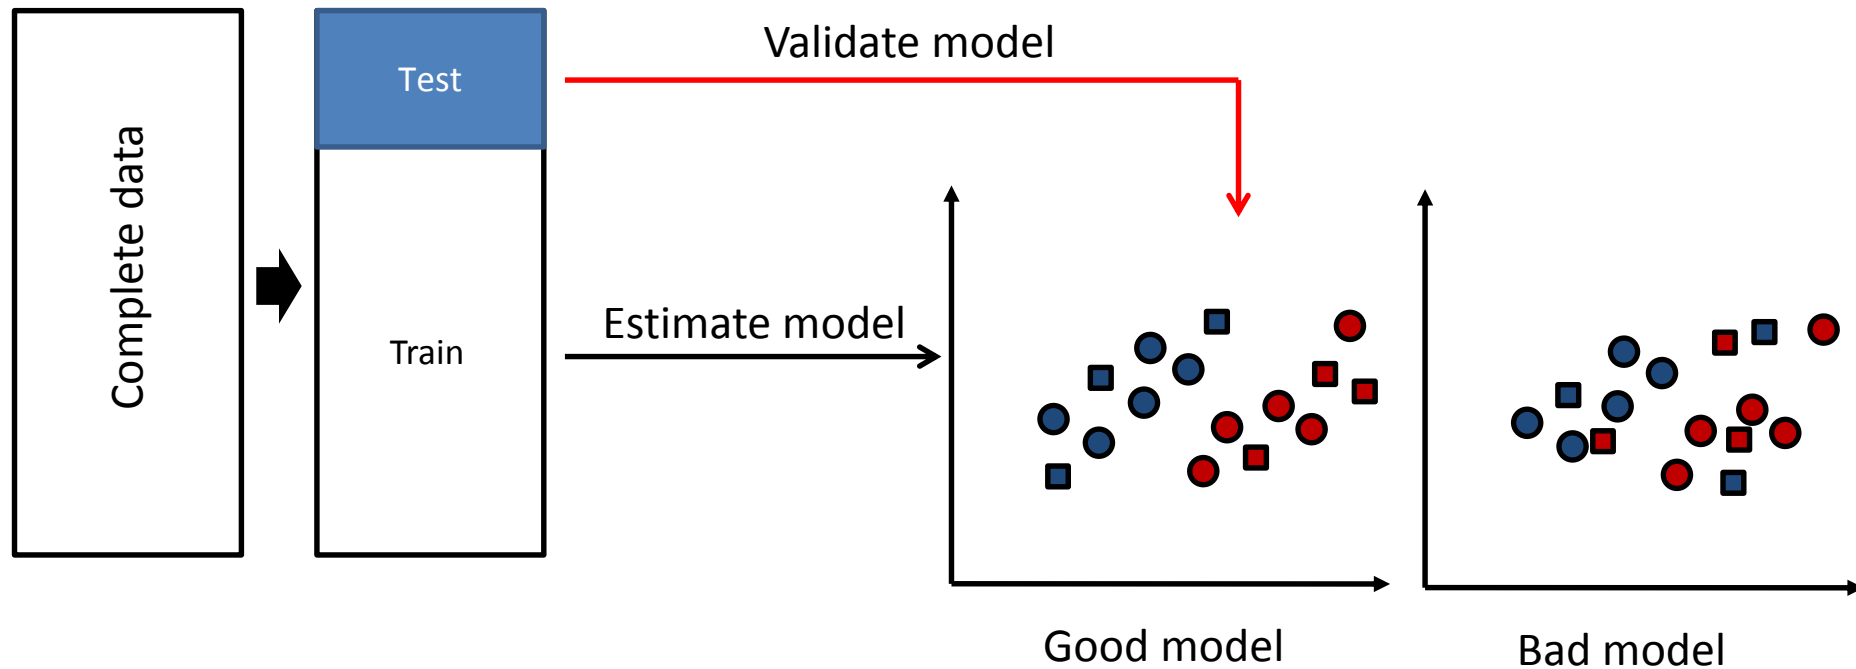 Complete data
Test
Train
Validate model
Estimate model
Good model
Bad model